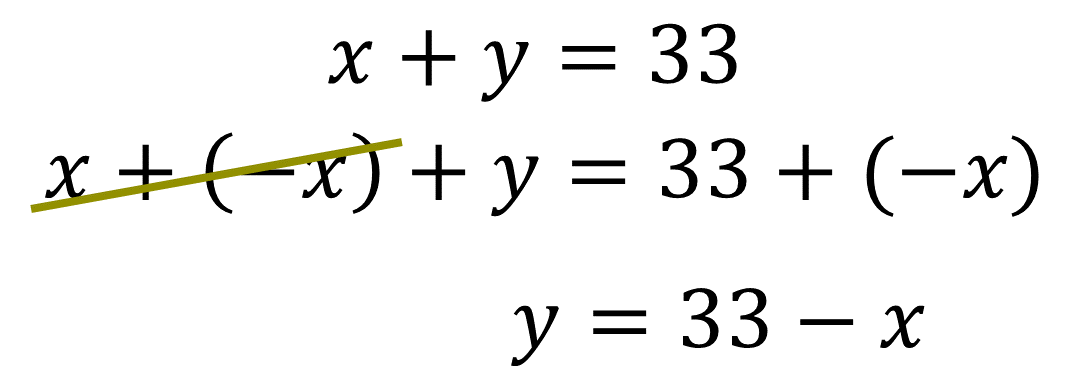 x + y = 33
x + (−x) + y = 33 + (−x)
y = 33 − x